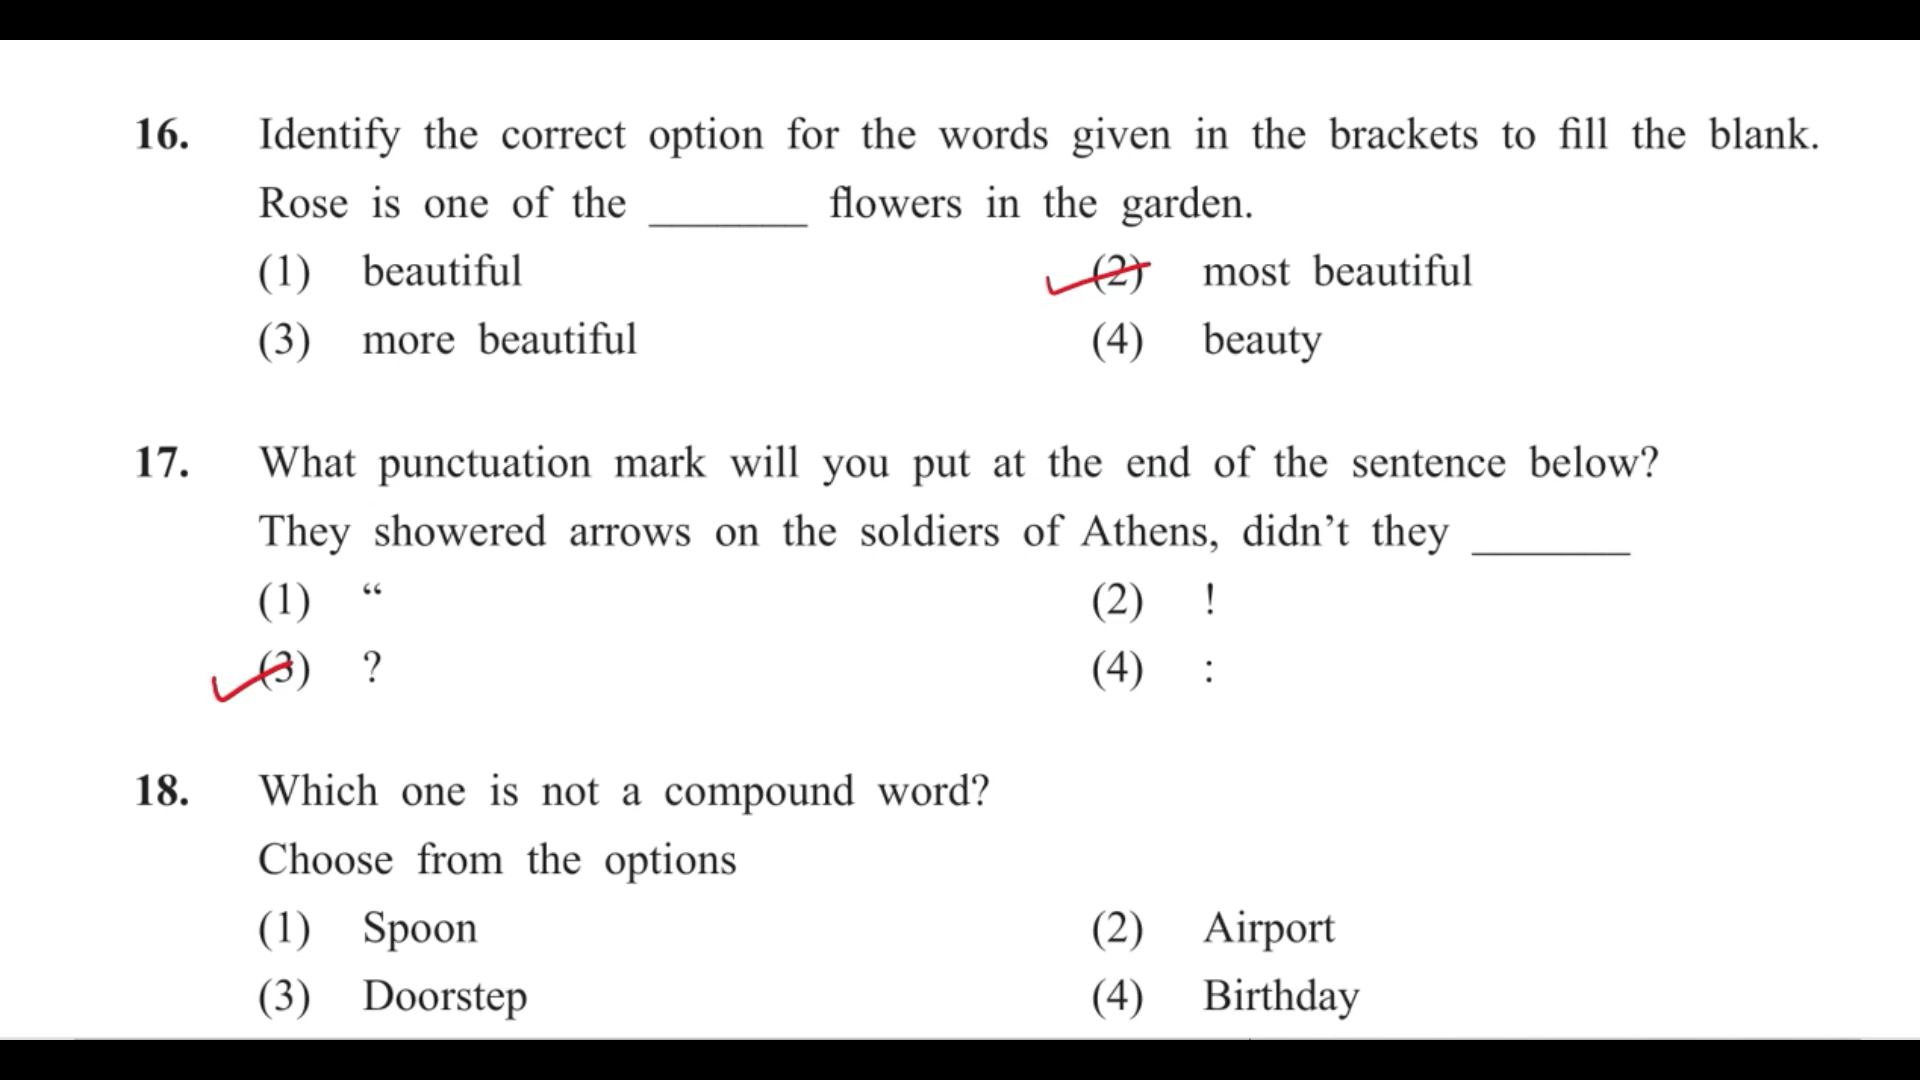 16. Identify the correct option for the words given in the brackets to fill the blank.
Rose is one of the _______ flowers in the garden.
(1) beautiful (2) most beautiful
(3) more beautiful (4) beauty
17. What punctuation mark will you put at the end of the sentence below?
They showered arrows on the soldiers of Athens, didn’t they _______
(1) “ (2) !
(3) ? (4) :
18. Which one is not a compound word?
Choose from the options
(1) Spoon (2) Airport
(3) Doorstep (4) Birthday